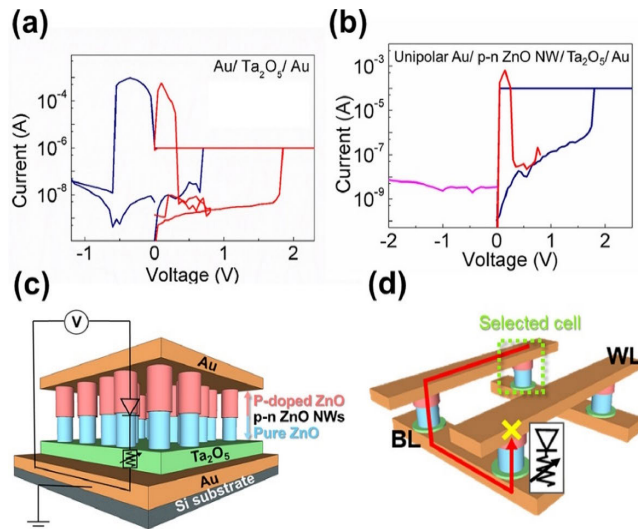 (a)
Au/ Ta₂O₅/ Au
Current (A)
10⁻⁴
10⁻⁶
10⁻⁸
-1
0
1
2
Voltage (V)
(b)
Unipolar Au/ p-n ZnO NW/ Ta₂O₅/ Au
Current (A)
10⁻³
10⁻⁵
10⁻⁷
10⁻⁹
-2
-1
0
1
2
Voltage (V)
(c)
V
Au
P-doped ZnO
p-n ZnO NWs
Pure ZnO
Ta₂O₅
Au
Si substrate
(d)
Selected cell
WL
BL